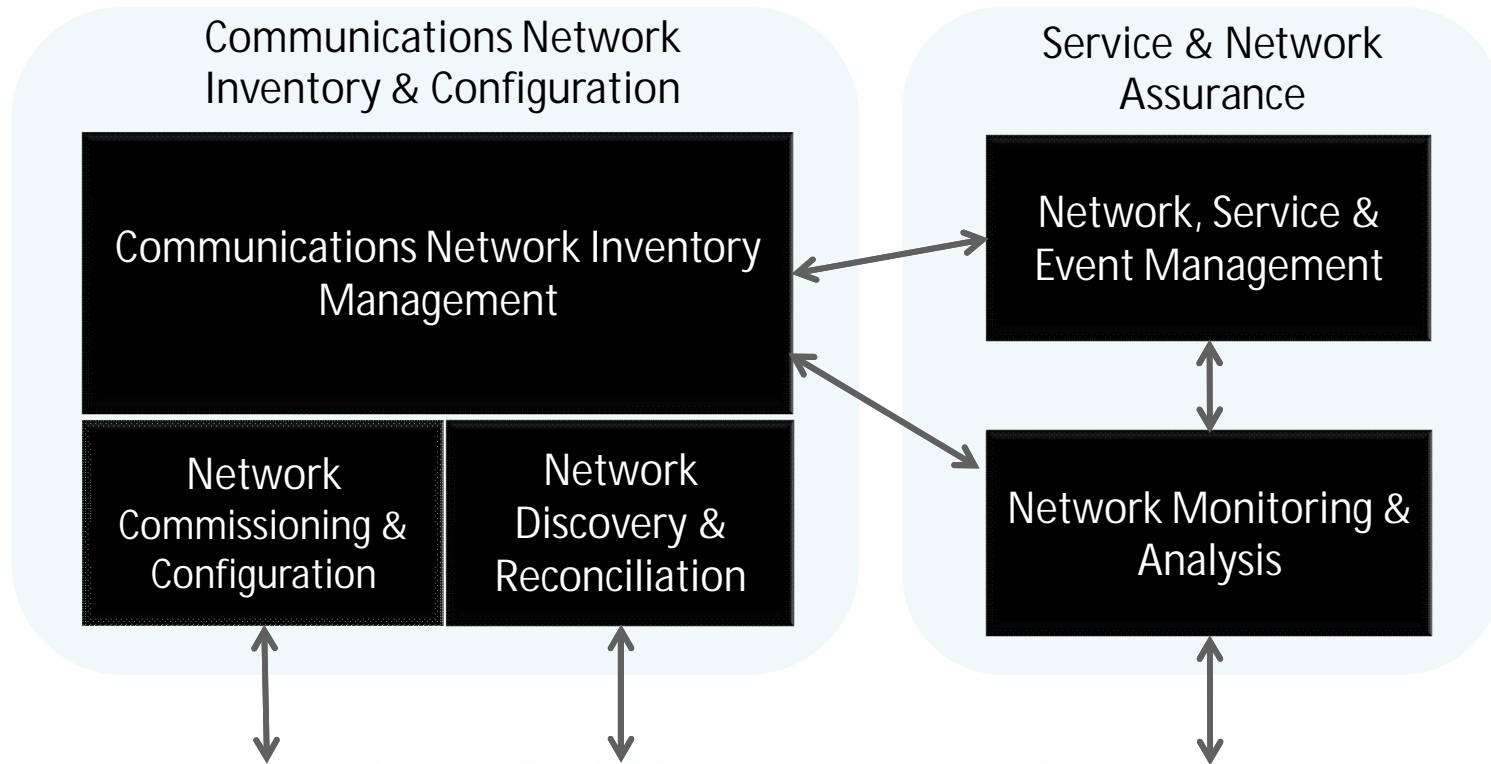 Communications Network
Inventory & Configuration
Service & Network
Assurance
Communications Network Inventory
Management
Network, Service &
Event Management
Network
Commissioning &
Configuration
Network
Discovery &
Reconciliation
Network Monitoring &
Analysis